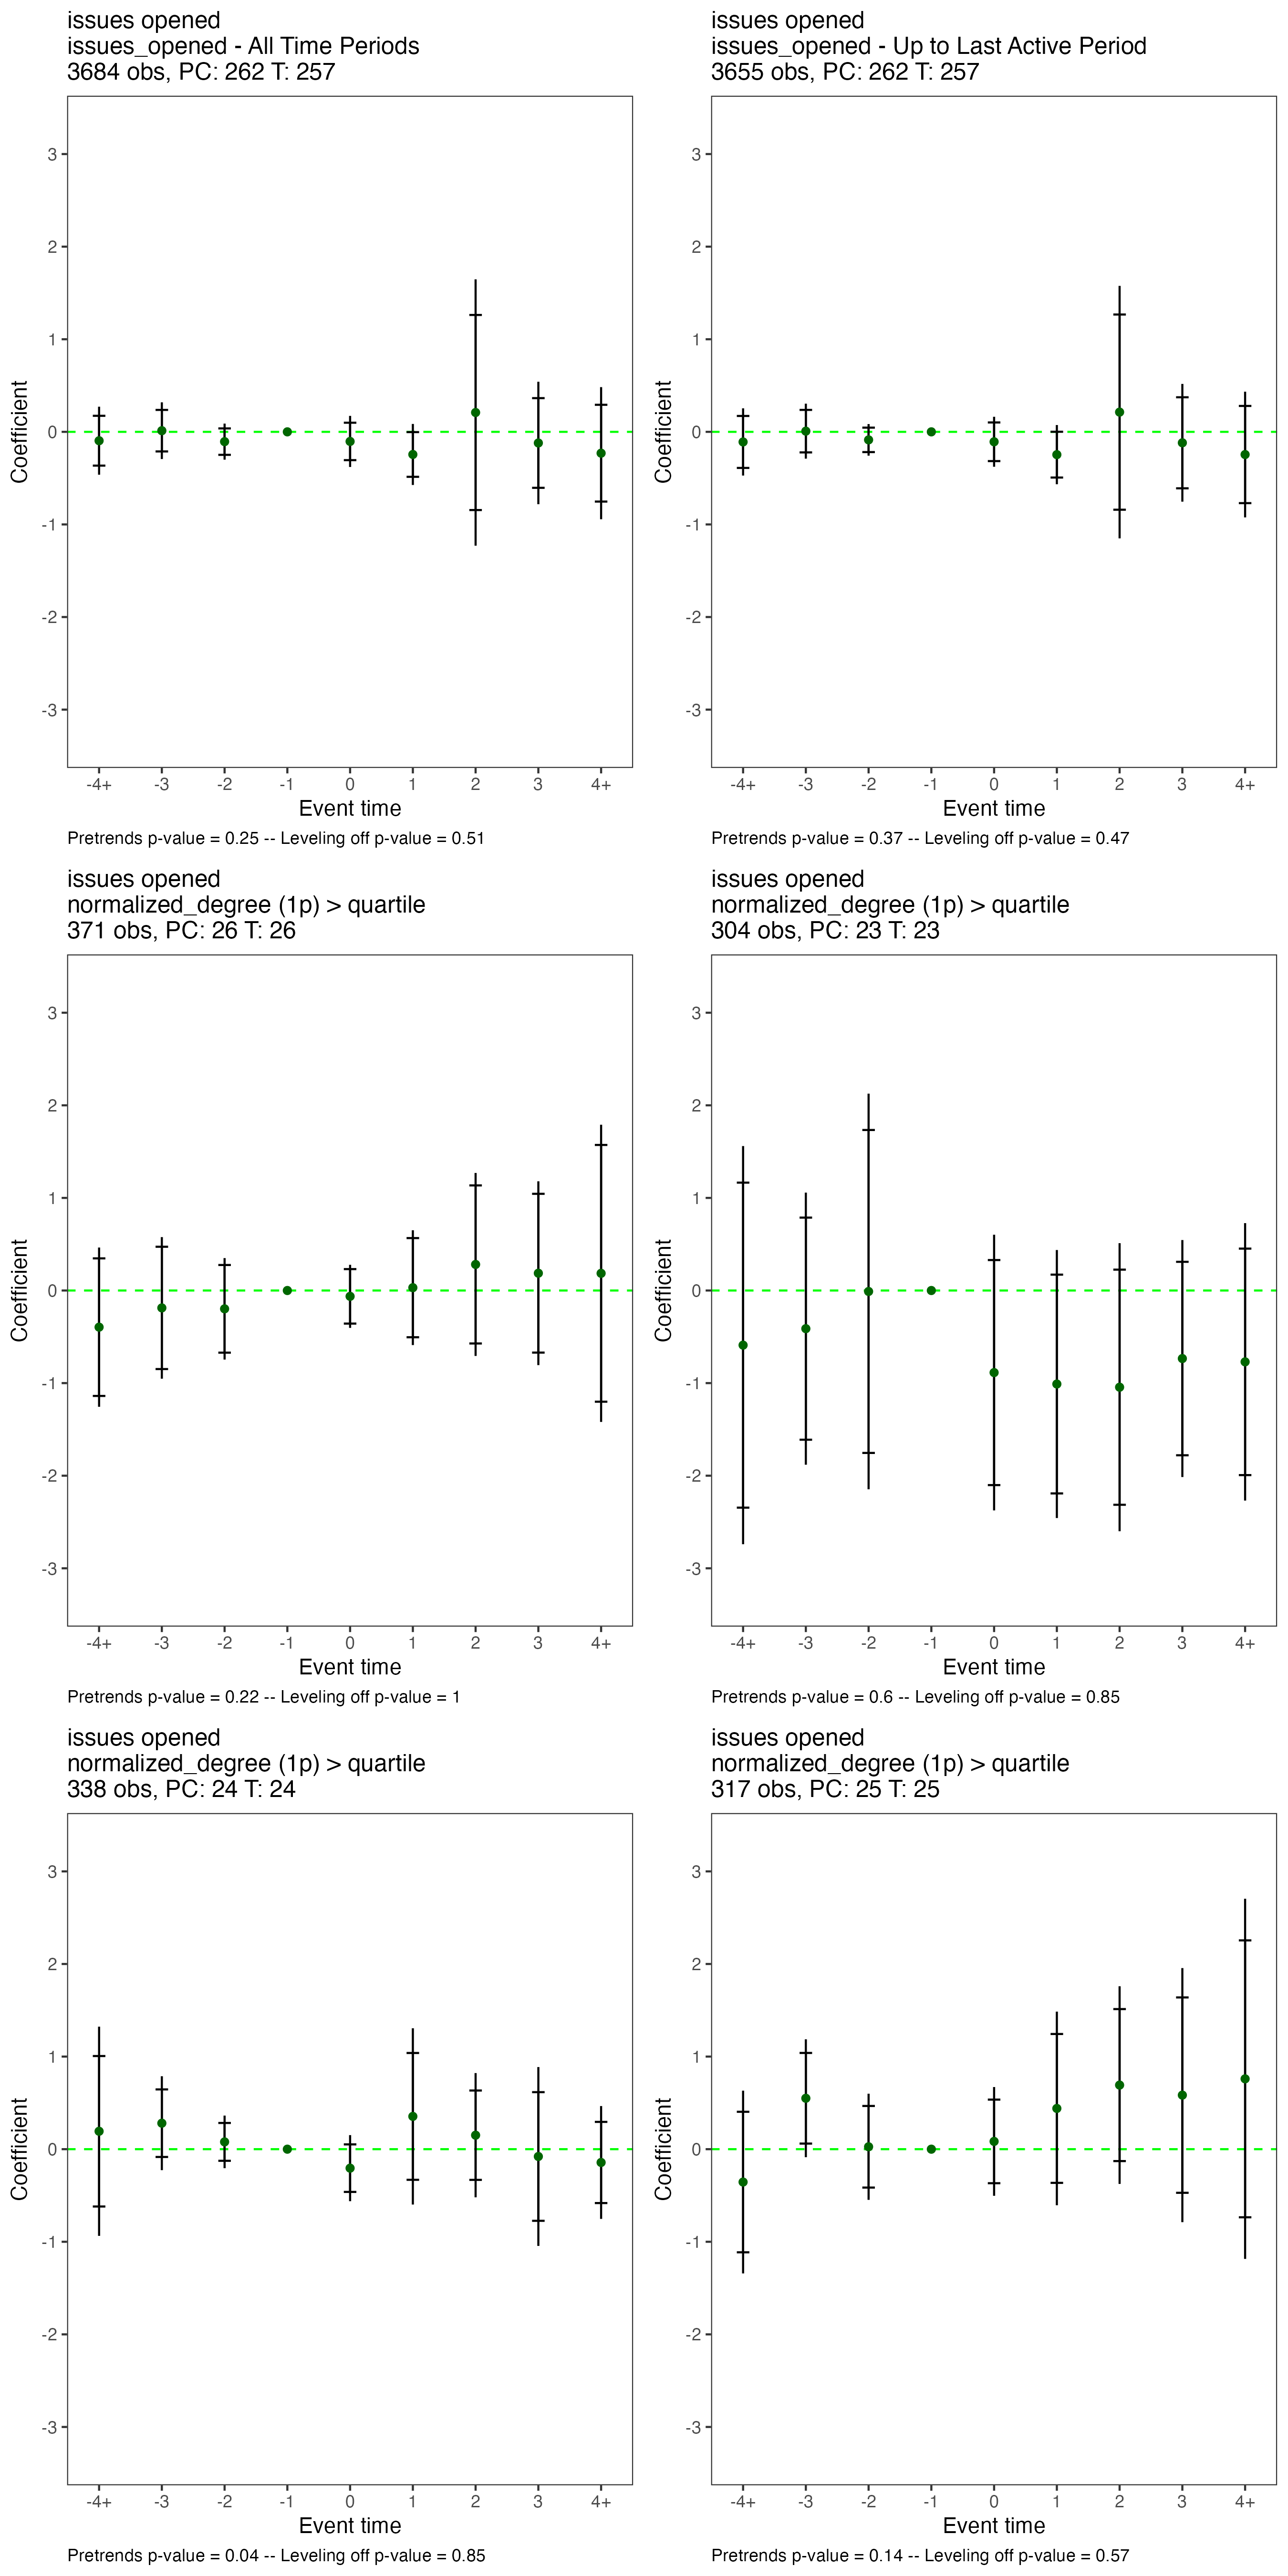 issues opened
issues_opened - All Time Periods
3684 obs, PC: 262 T: 257
3
2
1
0
-1
-2
-3
Coefficient
-4+ -3 -2 -1 0 1 2 3 4+
Event time
Pretrends p-value = 0.25 -- Leveling off p-value = 0.51
issues opened
issues_opened - Up to Last Active Period
3655 obs, PC: 262 T: 257
3
2
1
0
-1
-2
-3
Coefficient
-4+ -3 -2 -1 0 1 2 3 4+
Event time
Pretrends p-value = 0.37 -- Leveling off p-value = 0.47
issues opened
normalized_degree (1p) > quartile
371 obs, PC: 26 T: 26
3
2
1
0
-1
-2
-3
Coefficient
-4+ -3 -2 -1 0 1 2 3 4+
Event time
Pretrends p-value = 0.22 -- Leveling off p-value = 1
issues opened
normalized_degree (1p) > quartile
304 obs, PC: 23 T: 23
3
2
1
0
-1
-2
-3
Coefficient
-4+ -3 -2 -1 0 1 2 3 4+
Event time
Pretrends p-value = 0.6 -- Leveling off p-value = 0.85
issues opened
normalized_degree (1p) > quartile
338 obs, PC: 24 T: 24
3
2
1
0
-1
-2
-3
Coefficient
-4+ -3 -2 -1 0 1 2 3 4+
Event time
Pretrends p-value = 0.04 -- Leveling off p-value = 0.85
issues opened
normalized_degree (1p) > quartile
317 obs, PC: 25 T: 25
3
2
1
0
-1
-2
-3
Coefficient
-4+ -3 -2 -1 0 1 2 3 4+
Event time
Pretrends p-value = 0.14 -- Leveling off p-value = 0.57